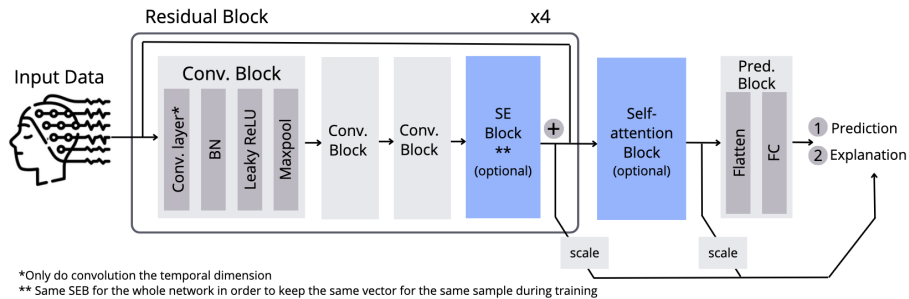 Residual Block
x4
Input Data
Conv. Block
Conv. layer*
BN
Leaky ReLU
Maxpool
Conv.
Block
Conv.
Block
SE
Block
**
(optional)
+
Self-
attention
Block
(optional)
Pred.
Block
Flatten
FC
1 Prediction
2 Explanation
scale
scale
*Only do convolution the temporal dimension
** Same SEB for the whole network in order to keep the same vector for the same sample during training